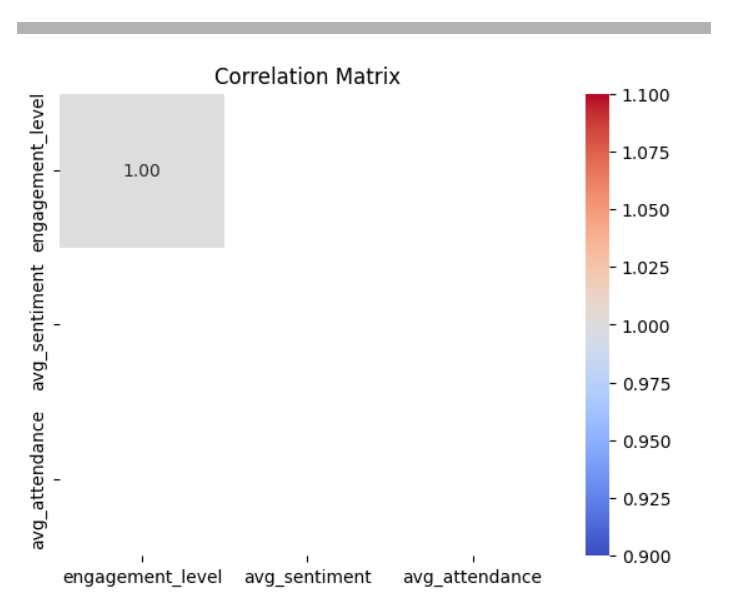 Correlation Matrix
engagement_level
1.00
avg_sentiment
avg_attendance
engagement_level avg_sentiment avg_attendance
1.100
1.075
1.050
1.025
1.000
0.975
0.950
0.925
0.900